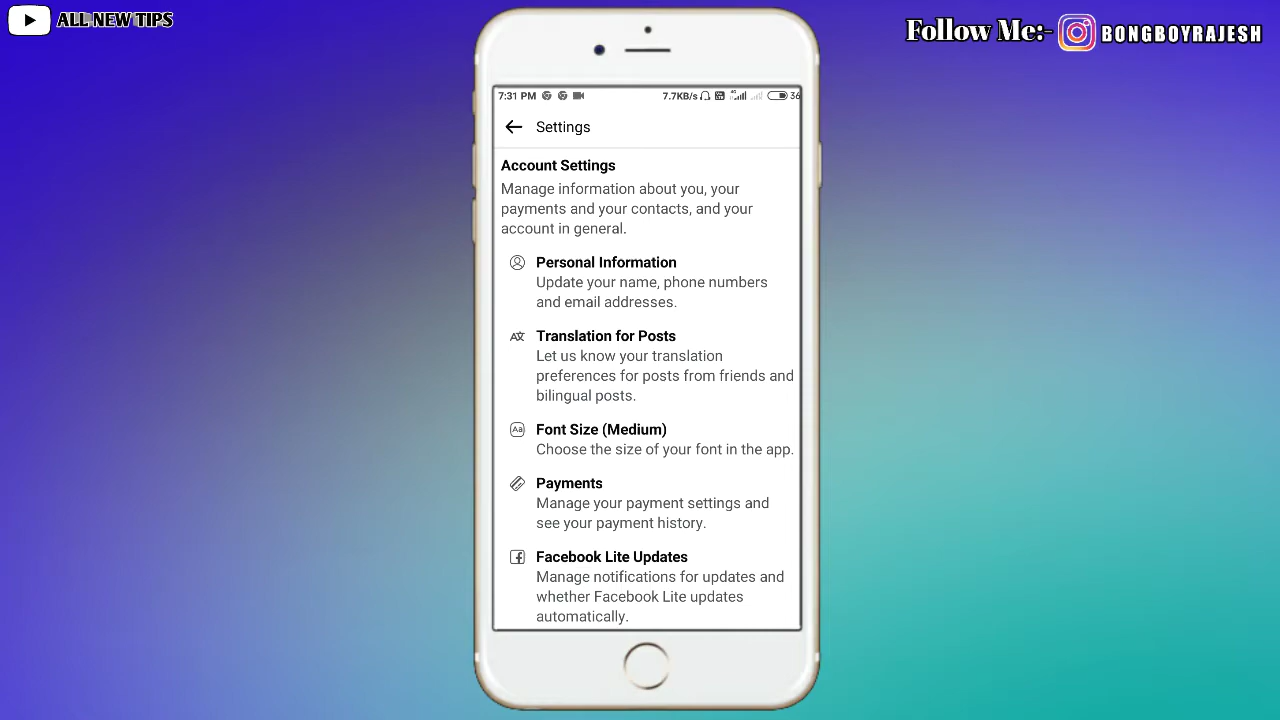 ALL NEW TIPS
Follow Me:-
BONGBOYRAJESH
7:31 PM
7.7KB/s
4G
36
Settings
Account Settings
Manage information about you, your
payments and your contacts, and your
account in general.
Personal Information
Update your name, phone numbers
and email addresses.
Translation for Posts
Let us know your translation
preferences for posts from friends and
bilingual posts.
Aa
Font Size (Medium)
Choose the size of your font in the app.
Payments
Manage your payment settings and
see your payment history.
Facebook Lite Updates
Manage notifications for updates and
whether Facebook Lite updates
automatically.